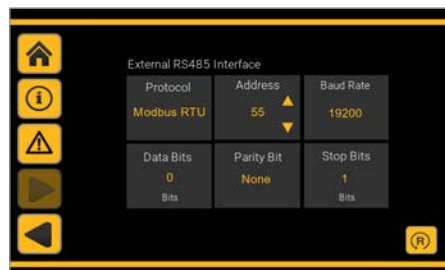 External RS485 Interface
Protocol
Modbus RTU
Address
55
Baud Rate
19200
Data Bits
0
Bits
Parity Bit
None
Stop Bits
1
Bits
R